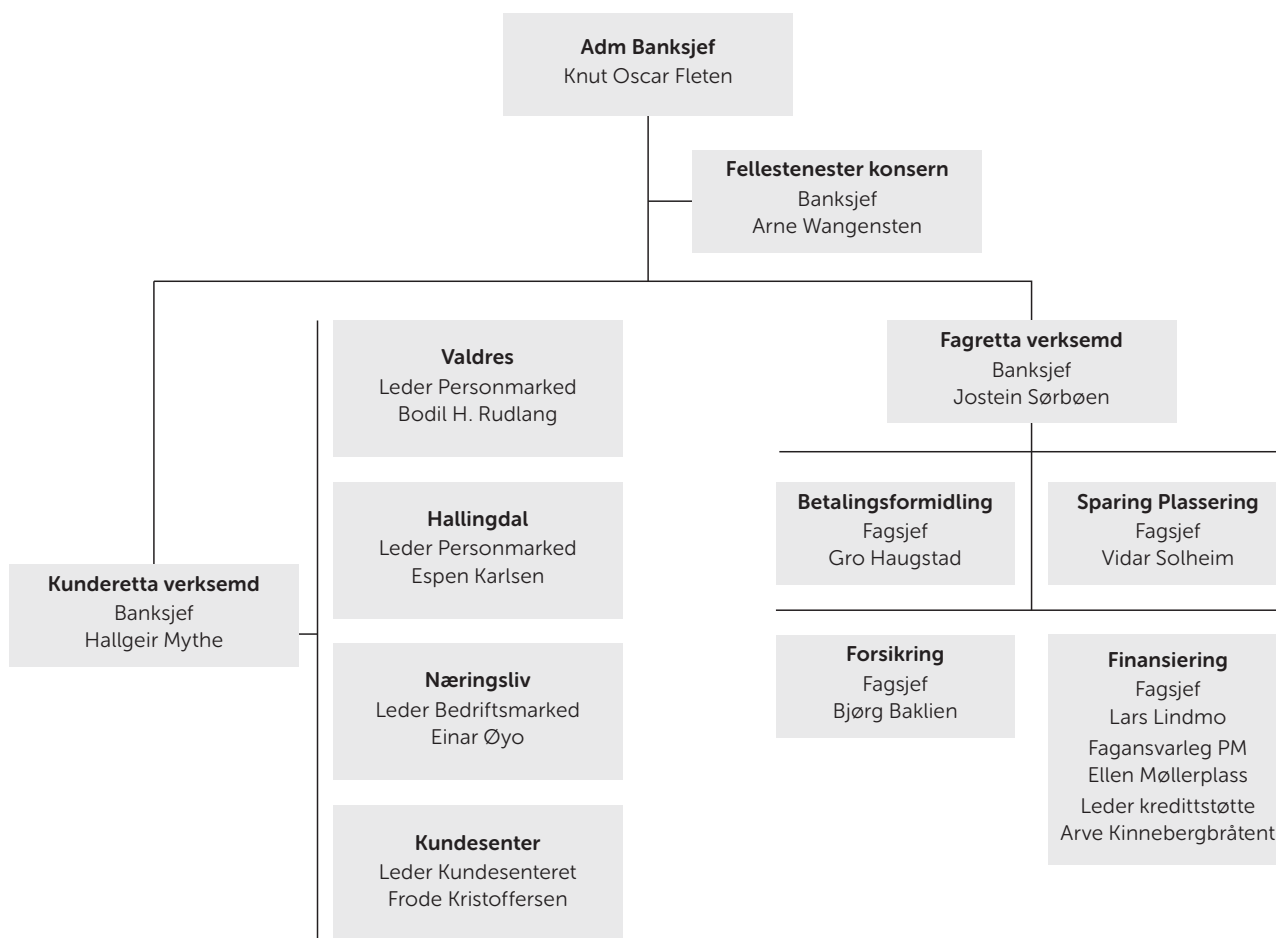 Adm Banksjef
Knut Oscar Fleten
Fellestenester konsern
Banksjef
Arne Wangensten
Kunderetta verksemd
Banksjef
Hallgeir Mythe
Valdres
Leder Personmarked
Bodil H. Rudlang
Hallingdal
Leder Personmarked
Espen Karlsen
Næringsliv
Leder Bedriftsmarked
Einar Øyo
Kundesenter
Leder Kundesenteret
Frode Kristoffersen
Fagretta verksemd
Banksjef
Jostein Sørbøen
Betalingsformidling
Fagsjef
Gro Haugstad
Sparing Plassering
Fagsjef
Vidar Solheim
Forsikring
Fagsjef
Bjørg Baklien
Finansiering
Fagsjef
Lars Lindmo
Fagansvarleg PM
Ellen Møllerplass
Leder kredittstøtte
Arve Kinnebergbråtent